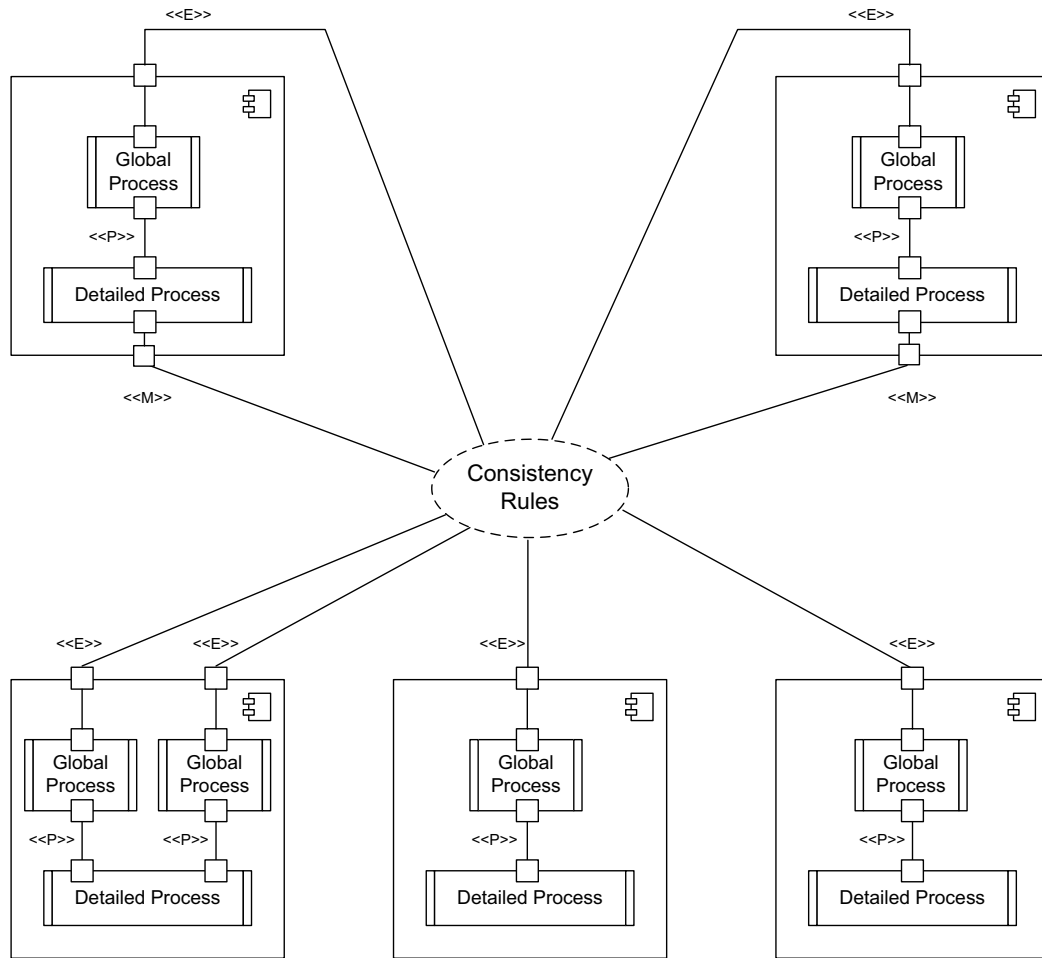 <<E>>
<<E>>
Global
Process
<<P>>
Detailed Process
<<M>>
Global
Process
<<P>>
Detailed Process
<<M>>
Consistency
Rules
<<E>>
<<E>>
<<E>>
<<E>>
Global
Process
Global
Process
<<P>>
<<P>>
Detailed Process
Global
Process
<<P>>
Detailed Process
Global
Process
<<P>>
Detailed Process